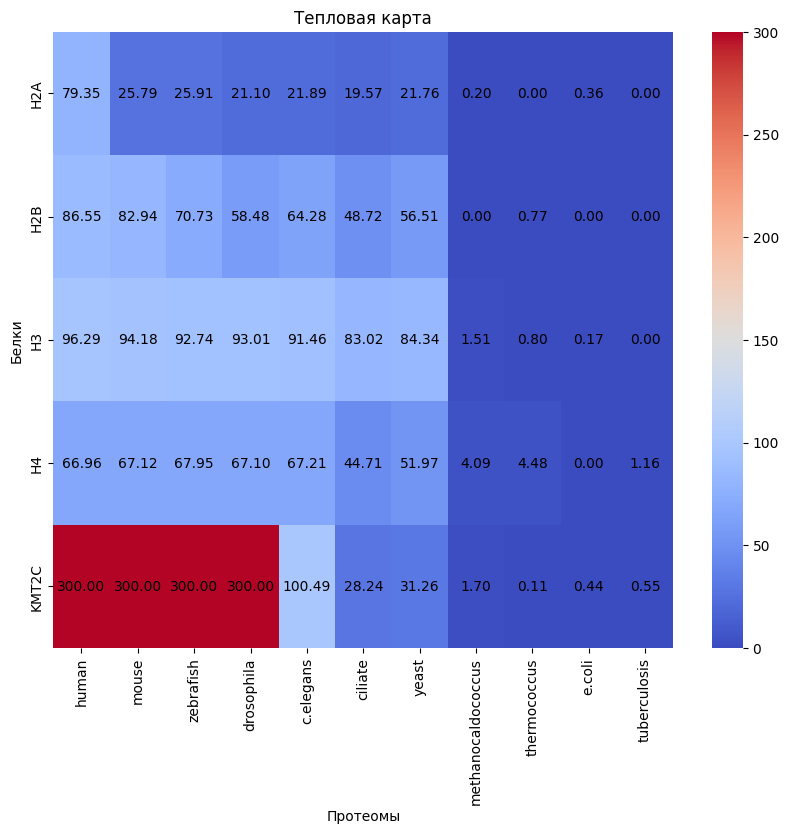 Тепловая карта
Белки
H2A
79.35 25.79 25.91 21.10 21.89 19.57 21.76 0.20 0.00 0.36 0.00
H2B
86.55 82.94 70.73 58.48 64.28 48.72 56.51 0.00 0.77 0.00 0.00
H3
96.29 94.18 92.74 93.01 91.46 83.02 84.34 1.51 0.80 0.17 0.00
H4
66.96 67.12 67.95 67.10 67.21 44.71 51.97 4.09 4.48 0.00 1.16
KMT2C
300.00 300.00 300.00 300.00 100.49 28.24 31.26 1.70 0.11 0.44 0.55
human
mouse
zebrafish
drosophila
c.elegans
ciliate
yeast
methanocaldococcus
thermococcus
e.coli
tuberculosis
Протеомы
300
250
200
150
100
50
0